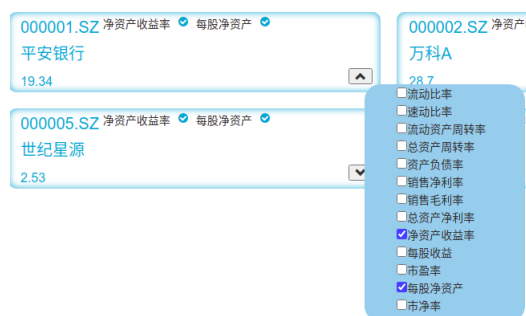 000001.SZ 净资产收益率 每股净资产
平安银行
19.34
000002.SZ 净资产
万科A
28.7
000005.SZ 净资产收益率 每股净资产
世纪星源
2.53
流动比率
速动比率
流动资产周转率
总资产周转率
资产负债率
销售净利率
销售毛利率
总资产净利率
净资产收益率
每股收益
市盈率
每股净资产
市净率